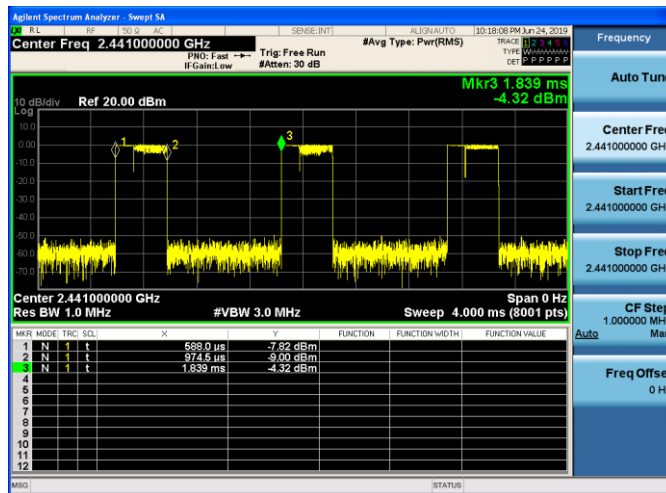 Agilent Spectrum Analyzer - Swept SA
RL RF 50 Ω AC SENSE:INT ALIGNAUTO 10:18:08 PM Jun 24, 2019
Center Freq 2.441000000 GHz #Avg Type: Pwr(RMS) TRACE 1 2 3 4 5 6
PNO: Fast Trig: Free Run TYPE
IFGain:Low #Atten: 30 dB DET P P P P P P
Mkr3 1.839 ms
10 dB/div Ref 20.00 dBm -4.32 dBm
Log
10.0
0.00
-10.0
-20.0
-30.0
-40.0
-50.0
-60.0
-70.0
1
2
3
Center 2.441000000 GHz Span 0 Hz
Res BW 1.0 MHz #VBW 3.0 MHz Sweep 4.000 ms (8001 pts)
MKR MODE TRC SCL X Y FUNCTION FUNCTION WIDTH FUNCTION VALUE
1 N 1 t 588.0 µs -7.82 dBm
2 N 1 t 974.5 µs -9.00 dBm
3 N 1 t 1.839 ms -4.32 dBm
4
5
6
7
8
9
10
11
12
MSG STATUS
Frequency
Auto Tun
Center Fre
2.441000000 GH
Start Fre
2.441000000 GH
Stop Fre
2.441000000 GH
CF Step
1.000000 MH
Auto Ma
Freq Offse
0 H